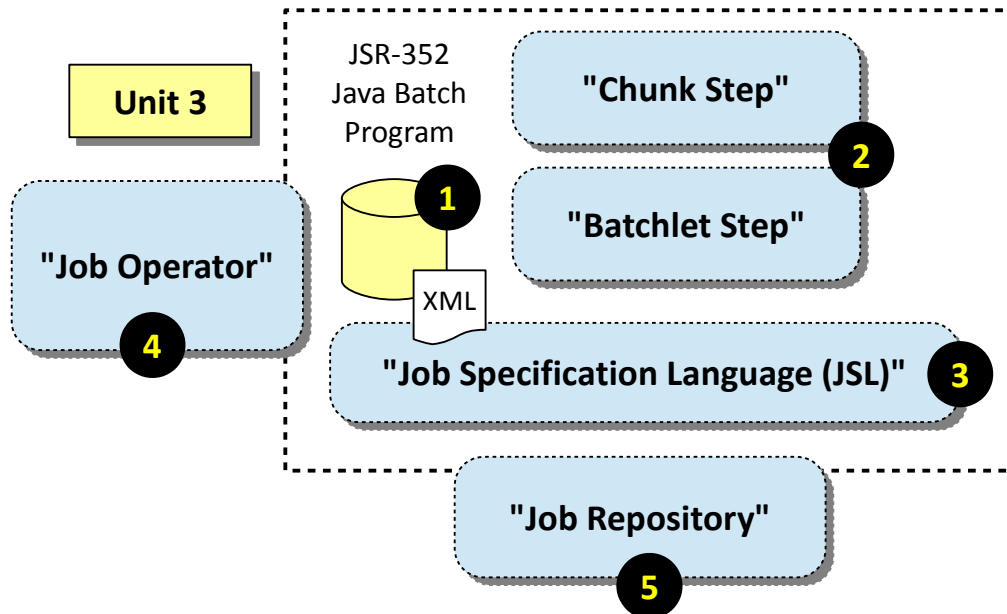 Unit 3
JSR-352
Java Batch
Program
1
XML
"Chunk Step"
2
"Batchlet Step"
"Job Specification Language (JSL)"
3
"Job Operator"
4
"Job Repository"
5